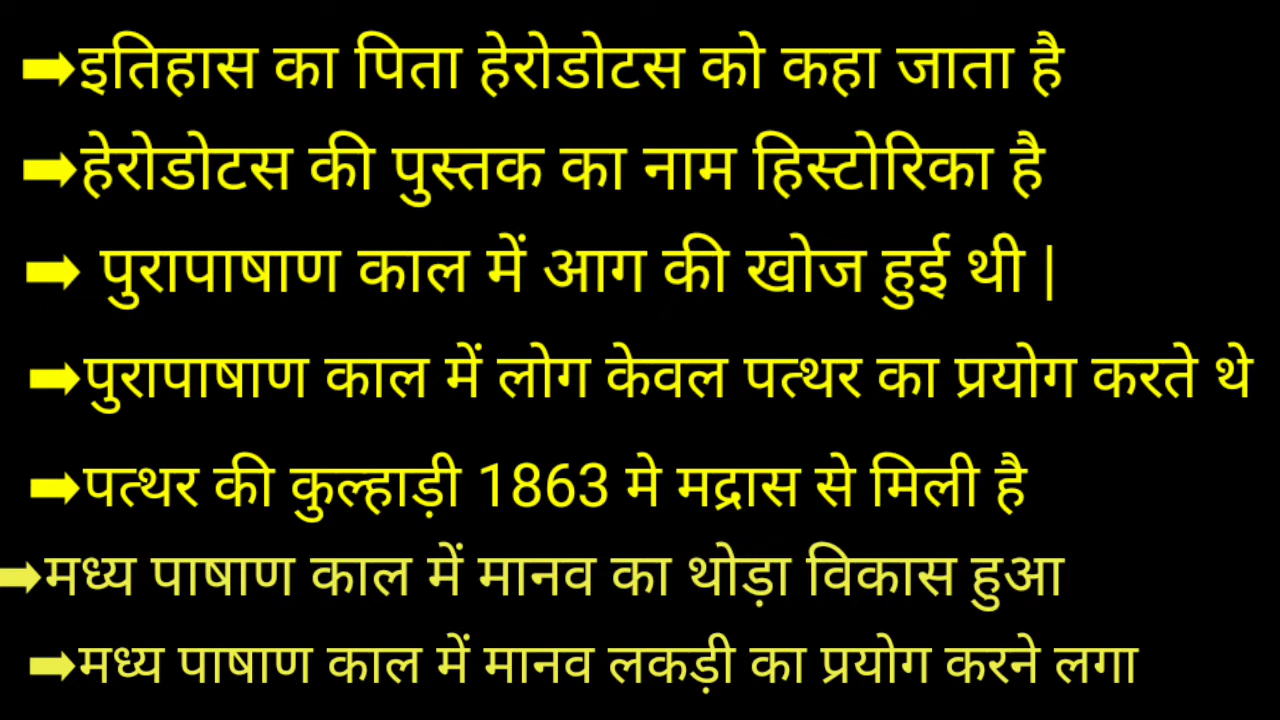 ➡इतिहास का पिता हेरोडोटस को कहा जाता है
➡हेरोडोटस की पुस्तक का नाम हिस्टोरिका है
➡ पुरापाषाण काल में आग की खोज हुई थी |
➡पुरापाषाण काल में लोग केवल पत्थर का प्रयोग करते थे
➡पत्थर की कुल्हाड़ी 1863 मे मद्रास से मिली है
➡मध्य पाषाण काल में मानव का थोड़ा विकास हुआ
➡मध्य पाषाण काल में मानव लकड़ी का प्रयोग करने लगा